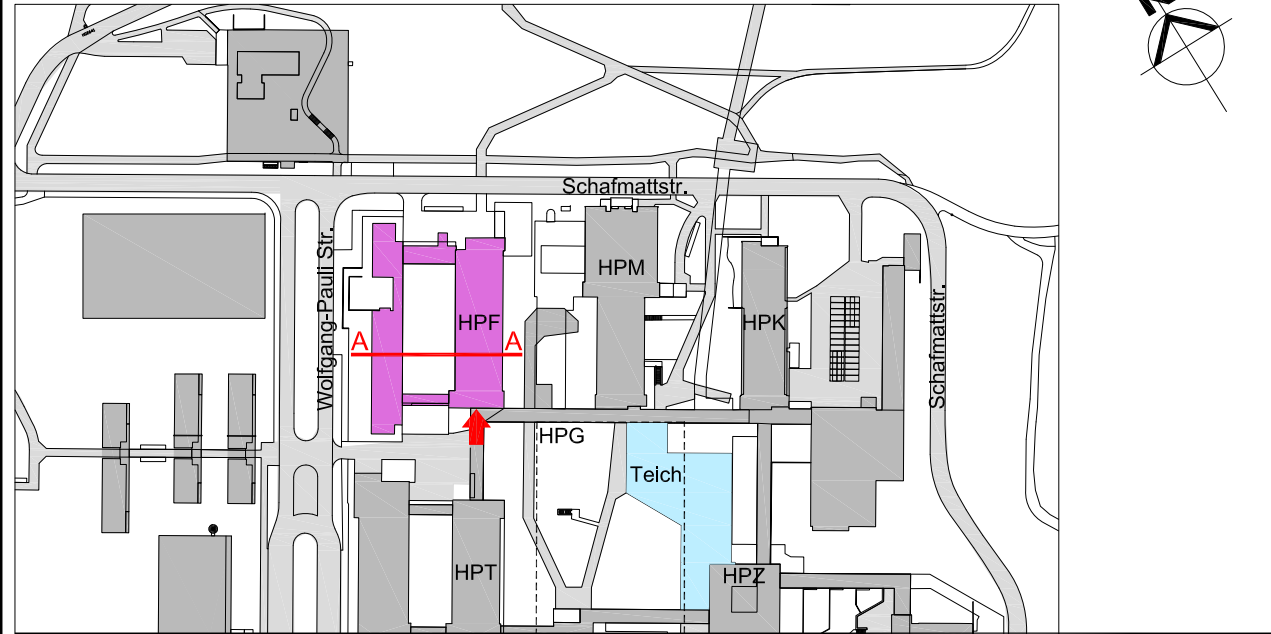 N
Schafmattstr.
HPM
Wolfgang-Pauli Str.
HPF
HPK
A
A
Schafmattstr.
HPG
Teich
HPT
HPZ